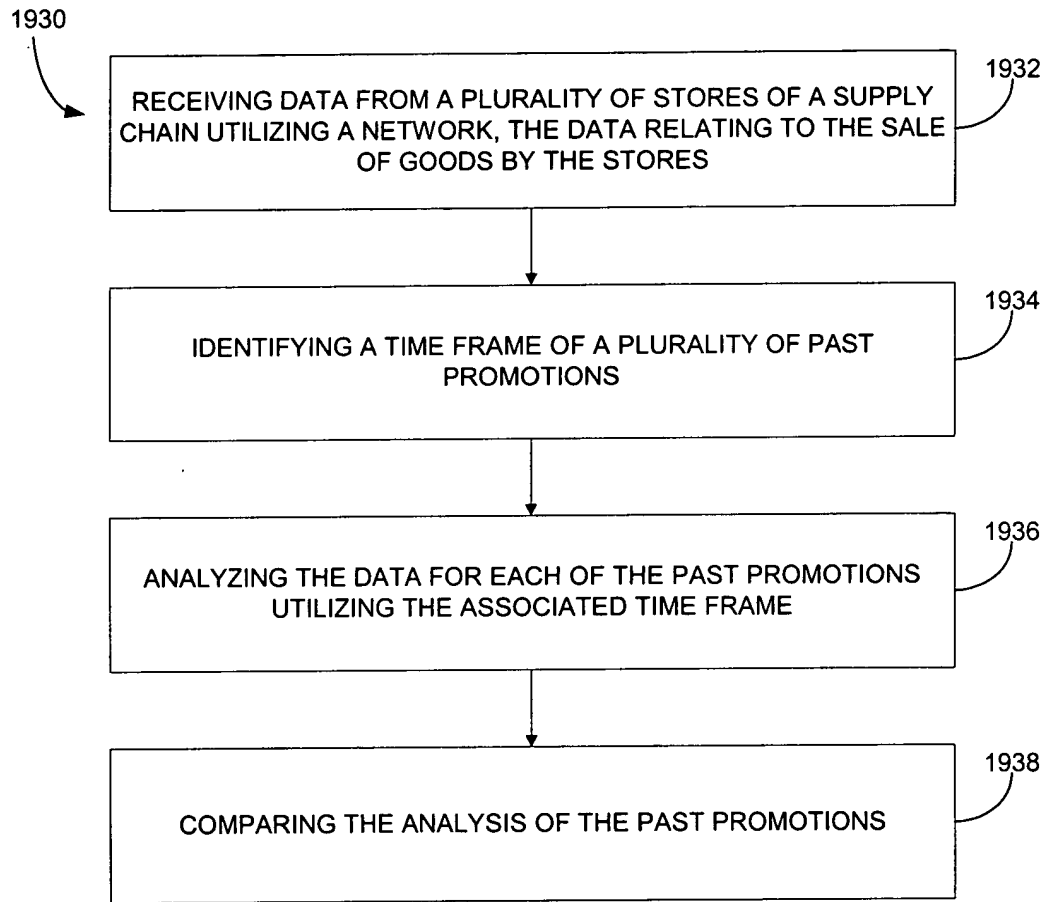 1930
1932
RECEIVING DATA FROM A PLURALITY OF STORES OF A SUPPLY
CHAIN UTILIZING A NETWORK, THE DATA RELATING TO THE SALE
OF GOODS BY THE STORES
1934
IDENTIFYING A TIME FRAME OF A PLURALITY OF PAST
PROMOTIONS
1936
ANALYZING THE DATA FOR EACH OF THE PAST PROMOTIONS
UTILIZING THE ASSOCIATED TIME FRAME
1938
COMPARING THE ANALYSIS OF THE PAST PROMOTIONS